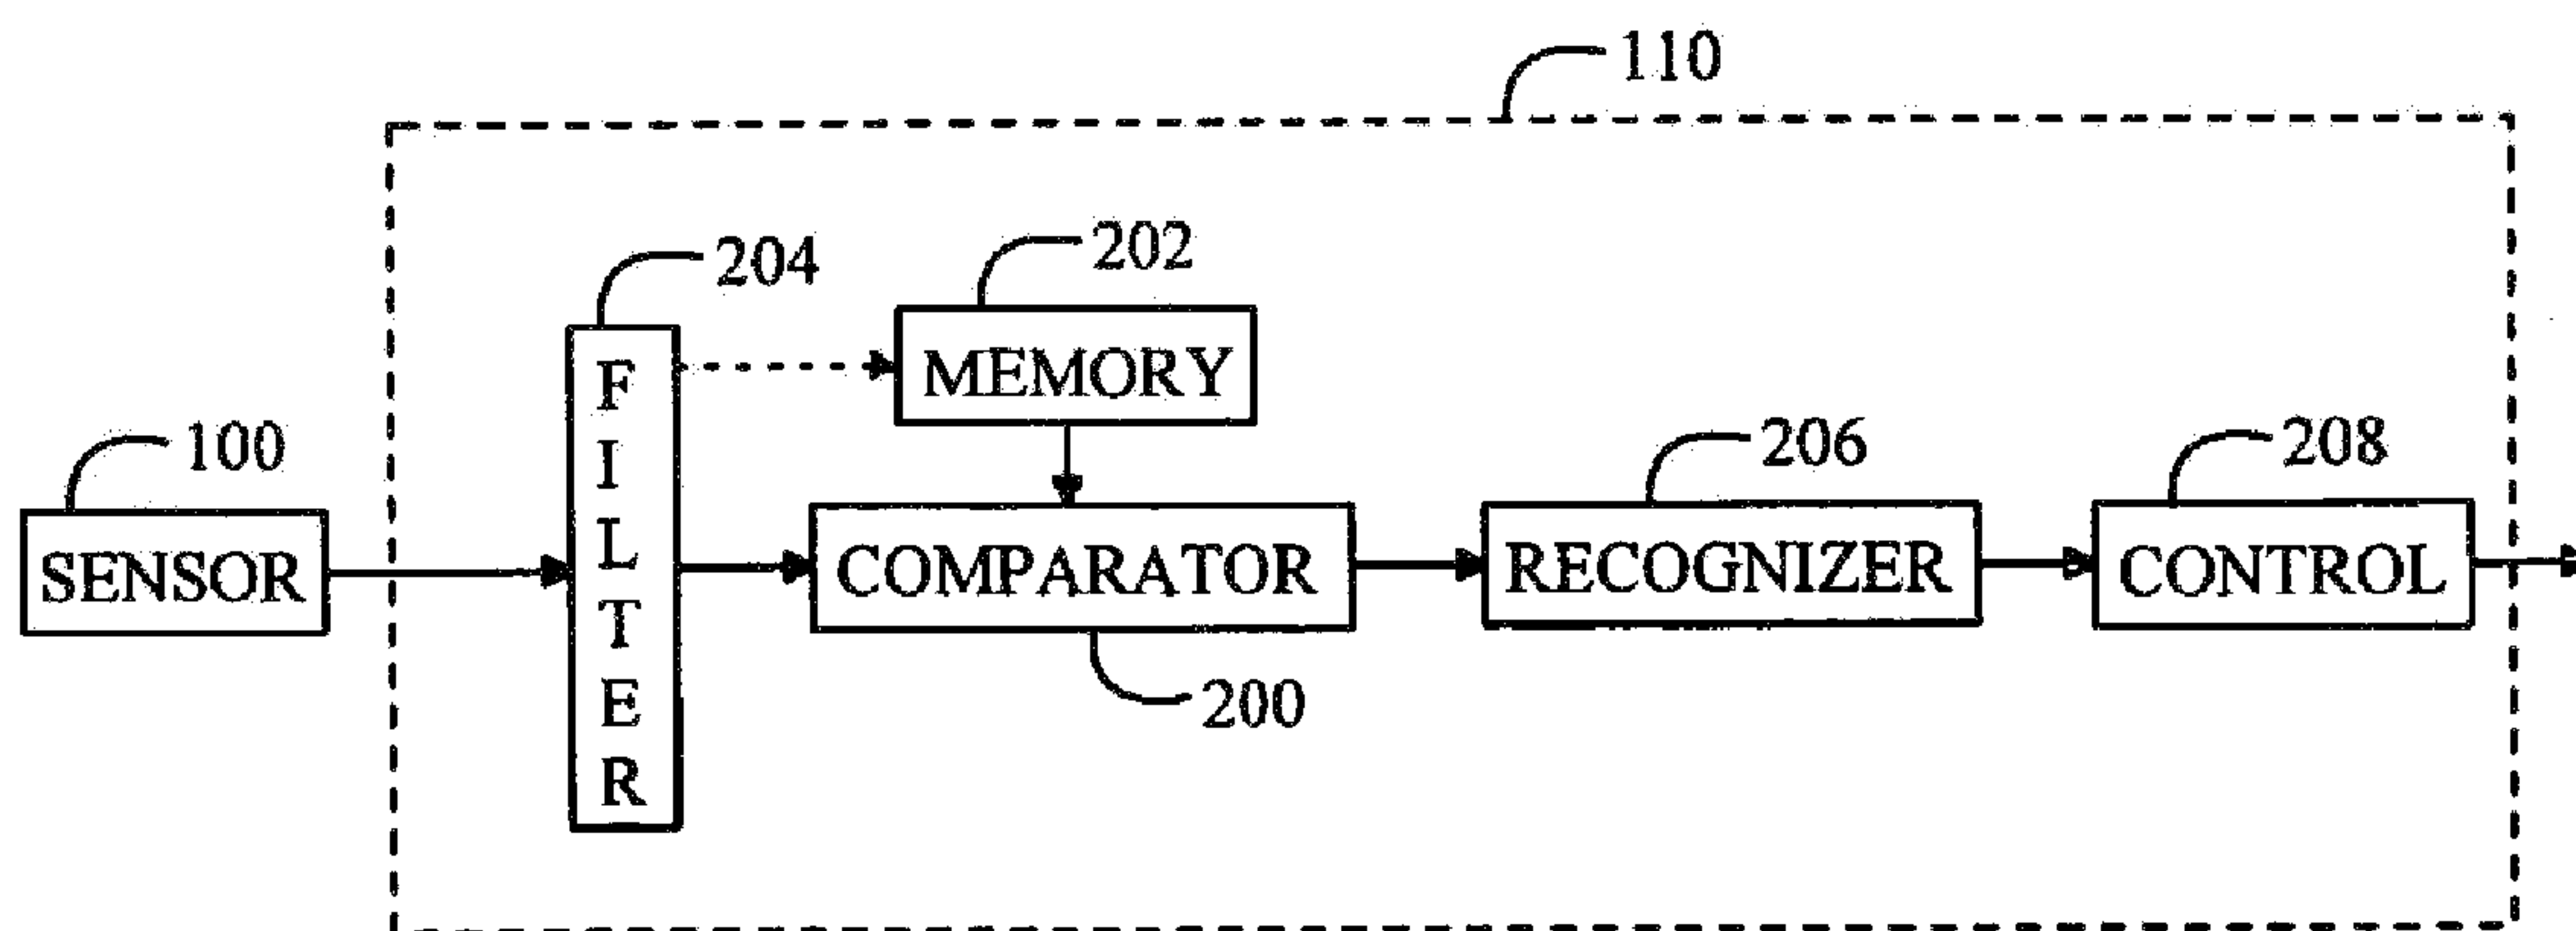 110
204
202
F
I
L
T
E
R
MEMORY
100
206
208
SENSOR
COMPARATOR
RECOGNIZER
CONTROL
200